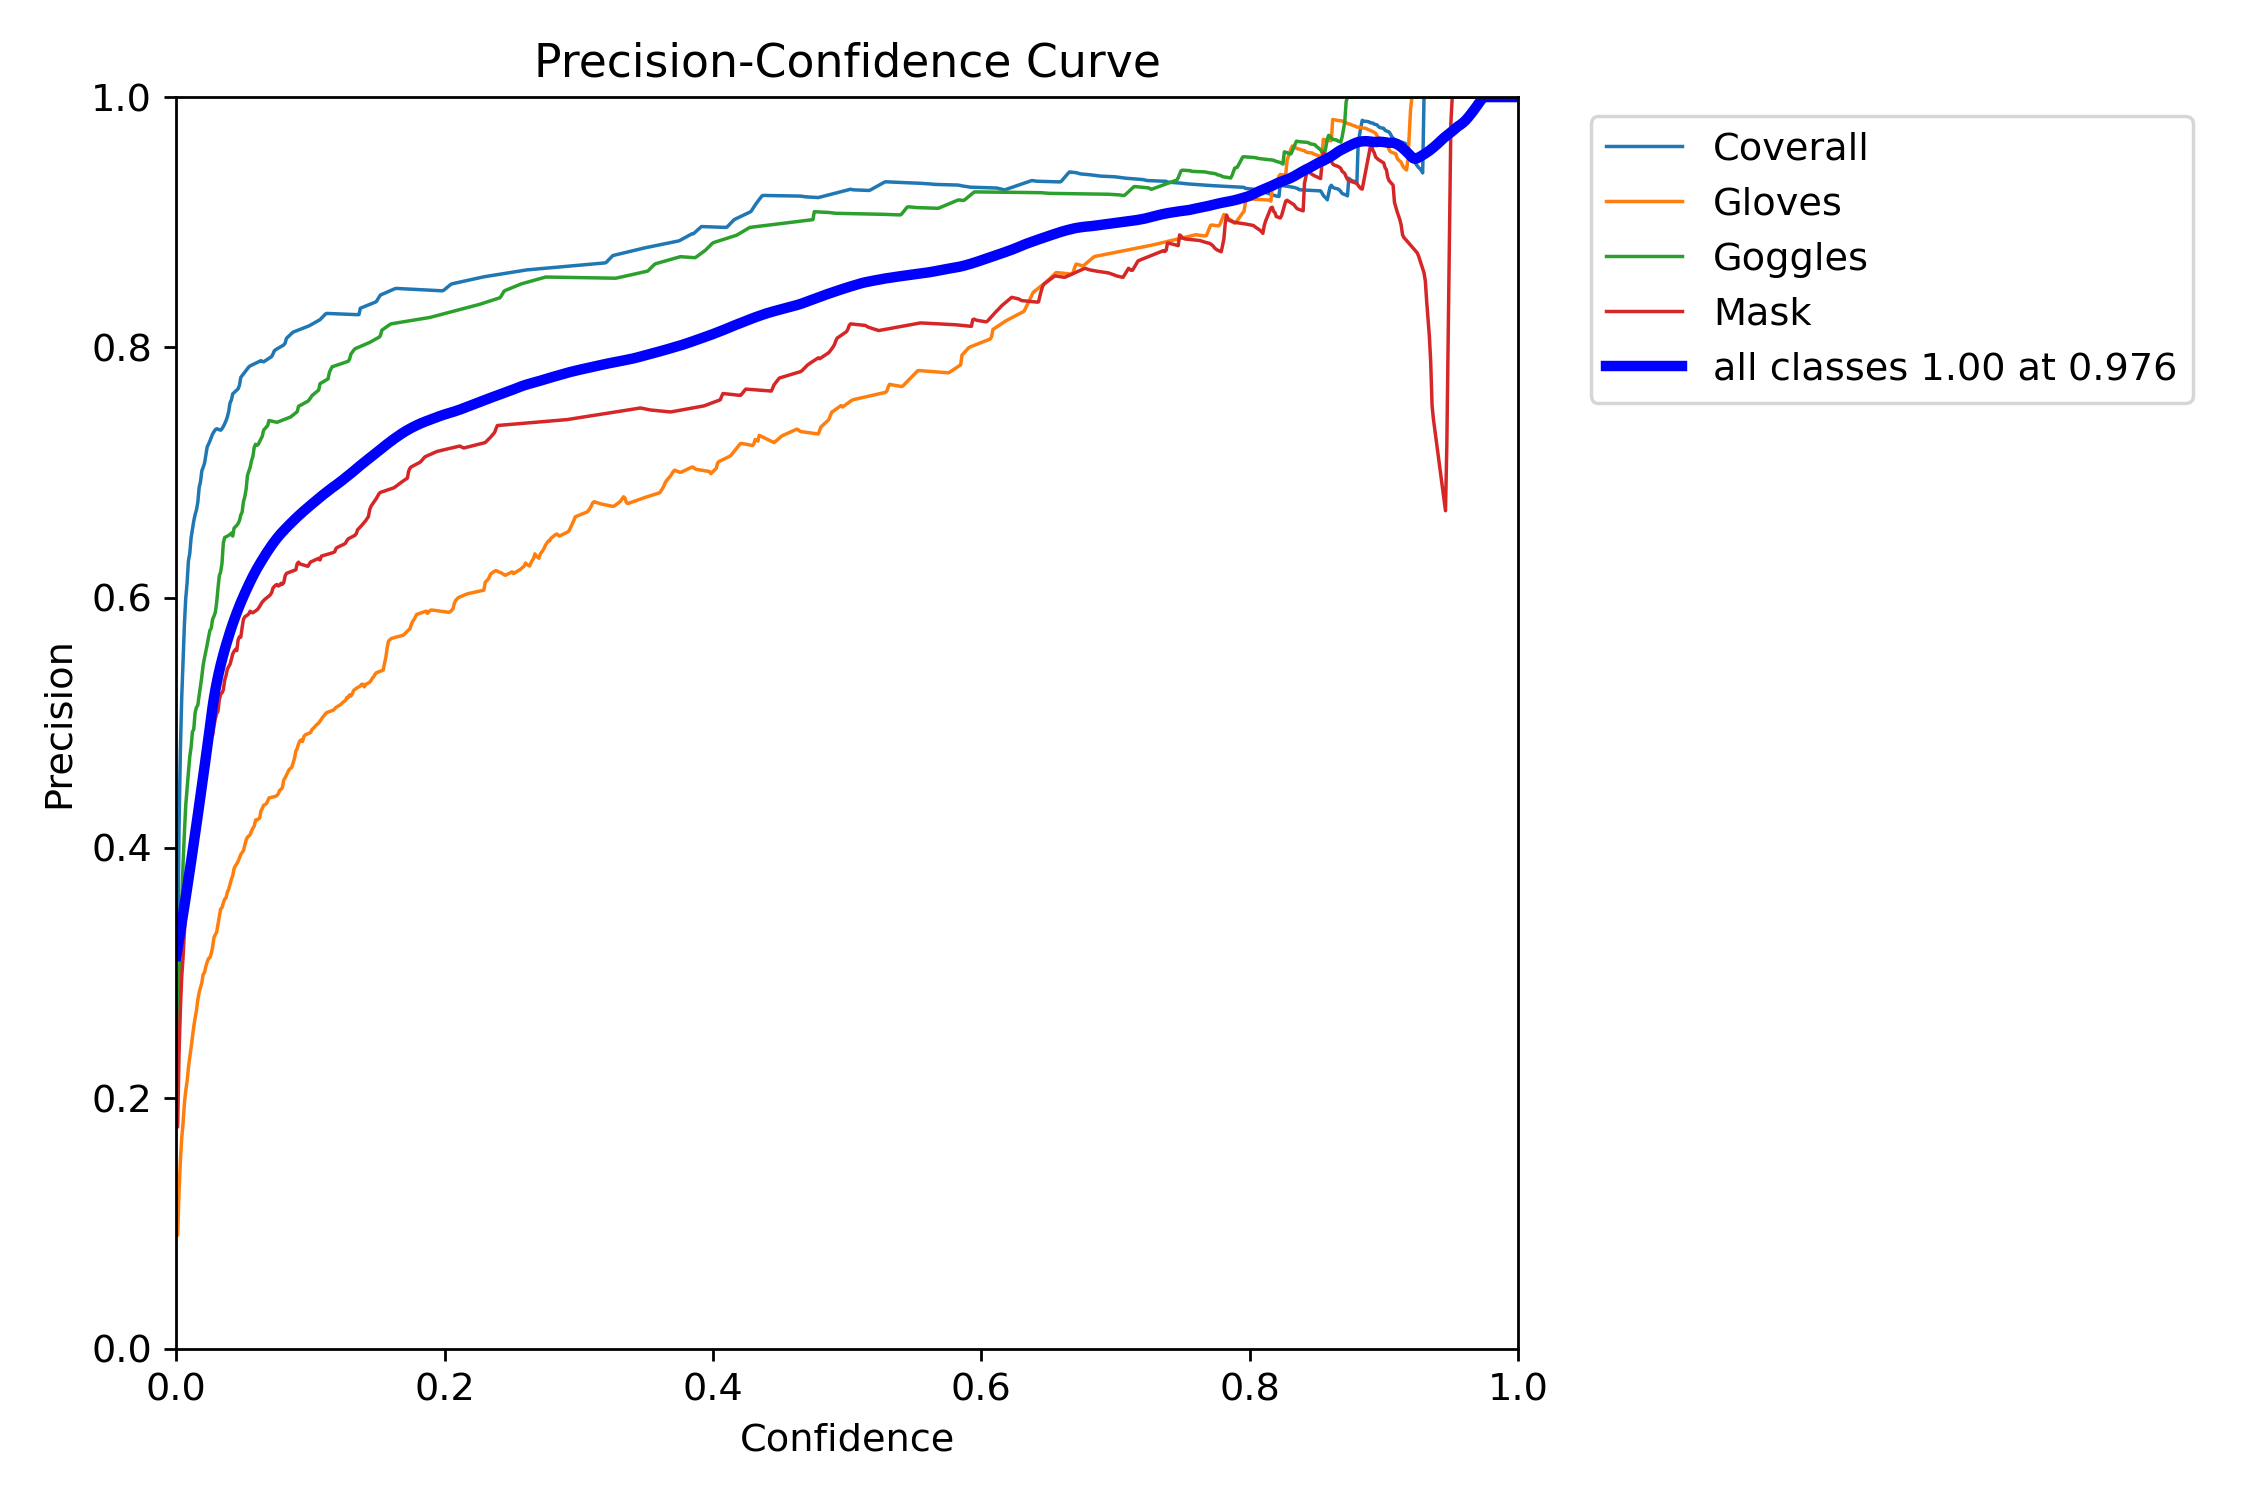 Precision-Confidence Curve
1.0
0.8
0.6
0.4
0.2
0.0
Precision
0.0 0.2 0.4 0.6 0.8 1.0
Confidence
Coverall
Gloves
Goggles
Mask
all classes 1.00 at 0.976